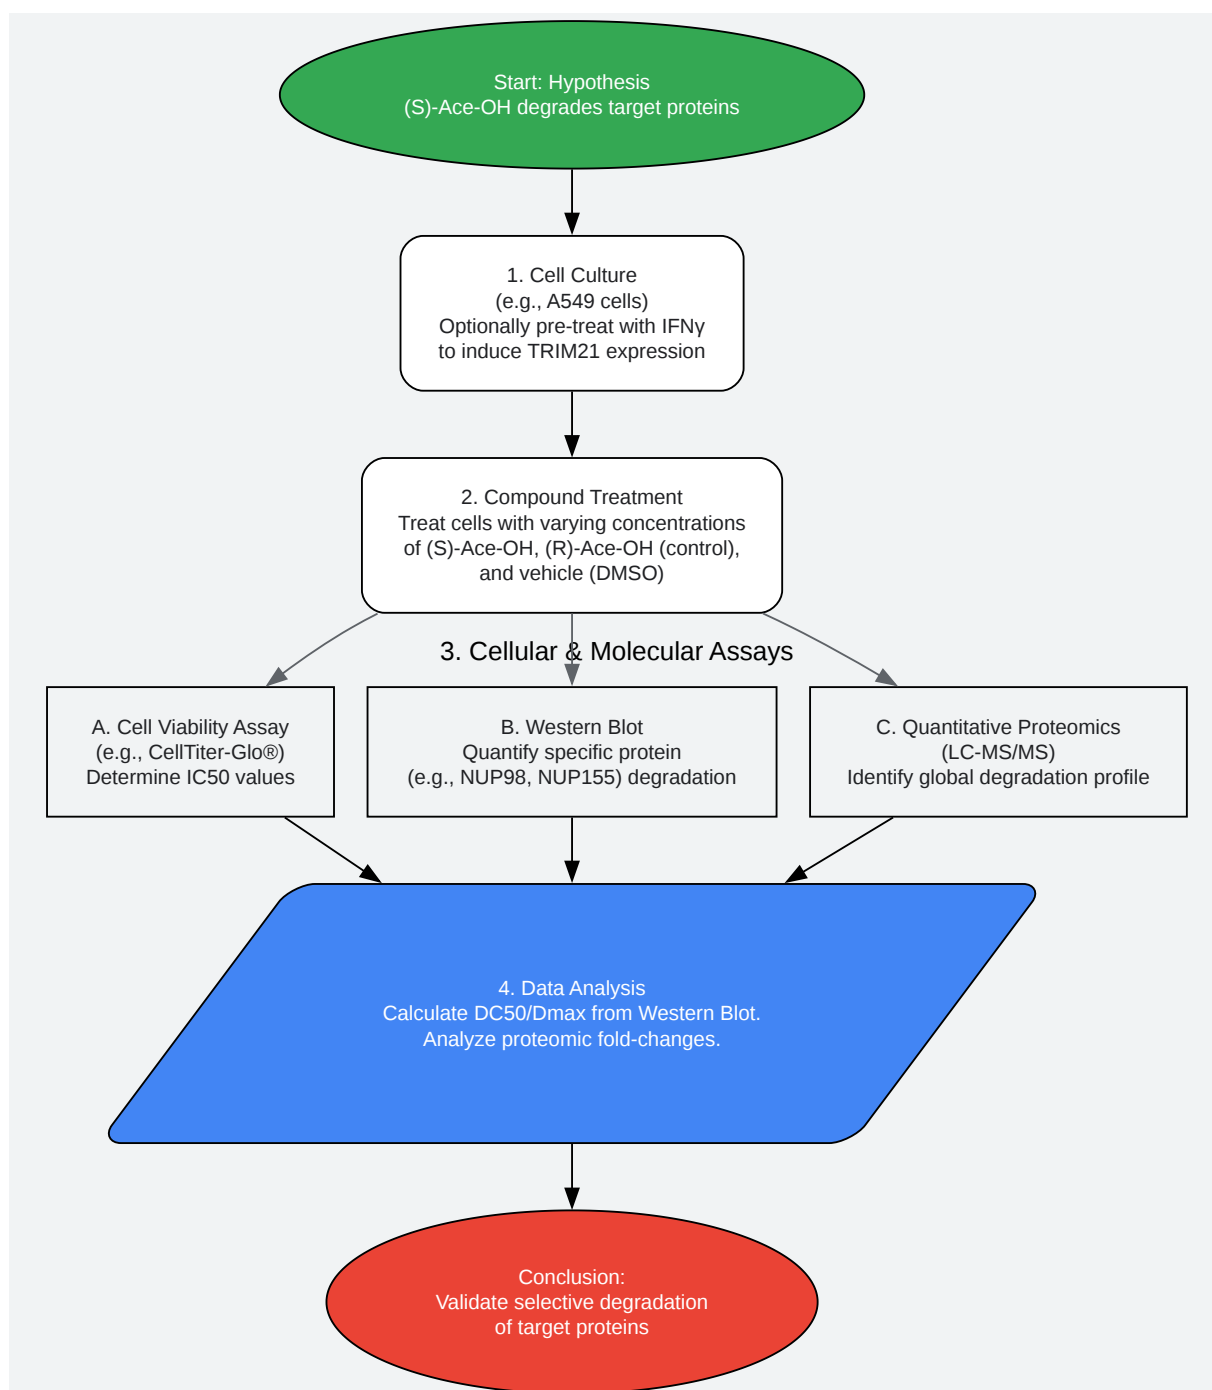 Start: Hypothesis
(S)-Ace-OH degrades target proteins
1. Cell Culture
(e.g., A549 cells)
Optionally pre-treat with IFNγ
to induce TRIM21 expression
2. Compound Treatment
Treat cells with varying concentrations
of (S)-Ace-OH, (R)-Ace-OH (control),
and vehicle (DMSO)
3. Cellular & Molecular Assays
A. Cell Viability Assay
(e.g., CellTiter-Glo®)
Determine IC50 values
B. Western Blot
Quantify specific protein
(e.g., NUP98, NUP155) degradation
C. Quantitative Proteomics
(LC-MS/MS)
Identify global degradation profile
4. Data Analysis
Calculate DC50/Dmax from Western Blot.
Analyze proteomic fold-changes.
Conclusion:
Validate selective degradation
of target proteins